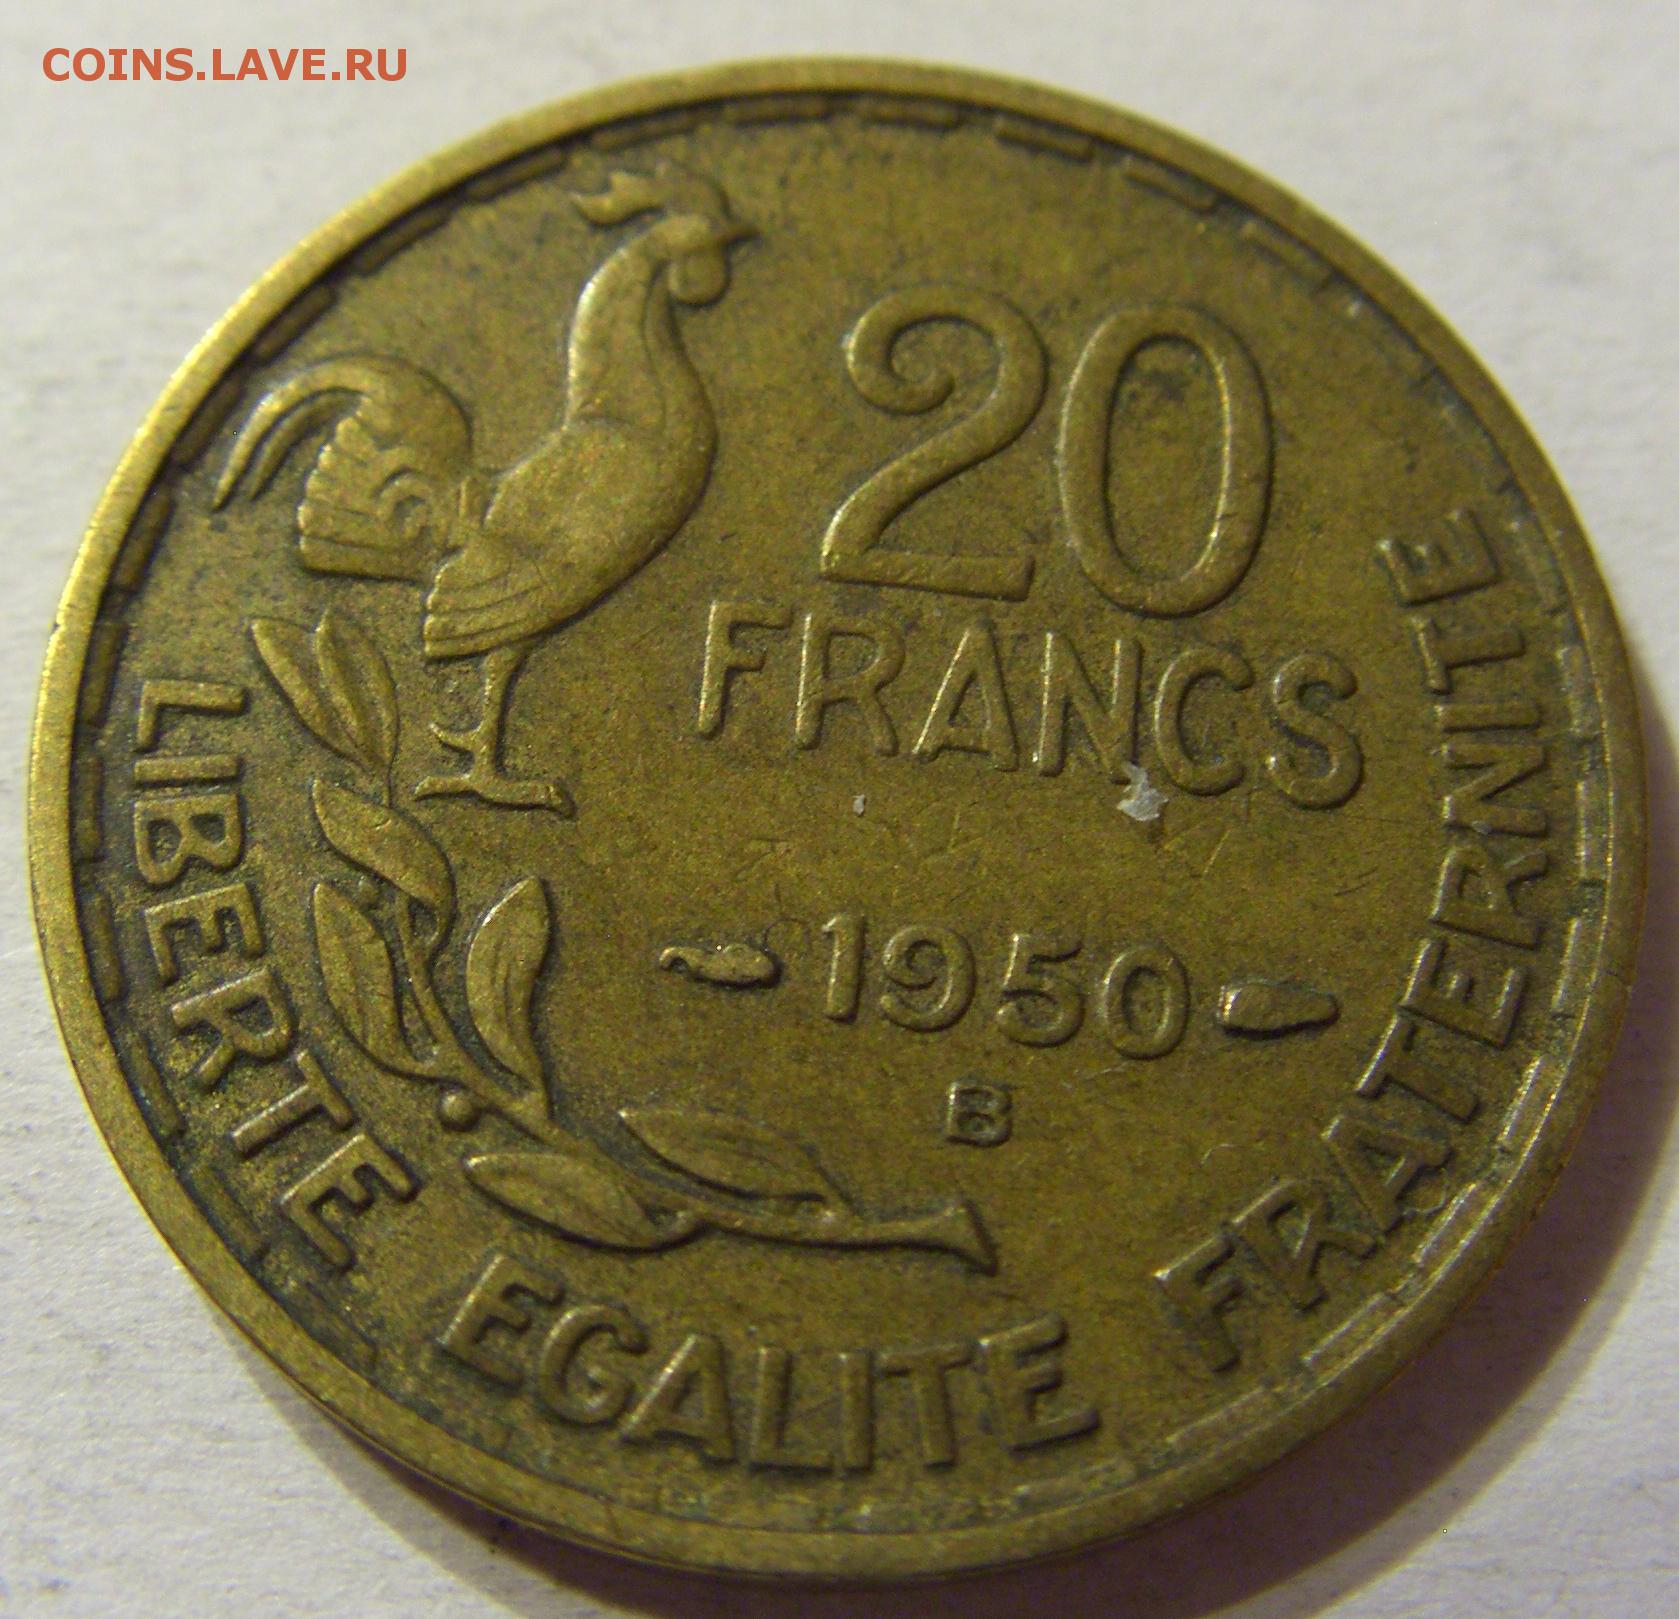 COINS.LAVE.RU
20
FRANCS
1950
B
LIBERTE EGALITE FRATERNITE